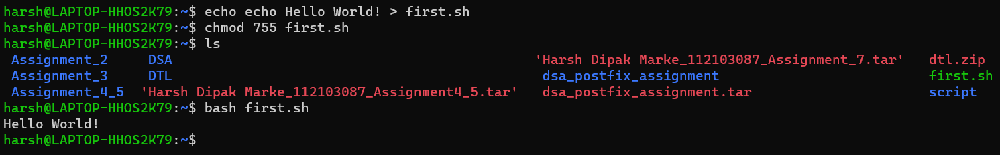 harsh@LAPTOP-HHOS2K79:~$ echo echo Hello World! > first.sh
harsh@LAPTOP-HHOS2K79:~$ chmod 755 first.sh
harsh@LAPTOP-HHOS2K79:~$ ls
Assignment_2 DSA 'Harsh Dipak Marke_112103087_Assignment_7.tar' dtl.zip
Assignment_3 DTL dsa_postfix_assignment first.sh
Assignment_4_5 'Harsh Dipak Marke_112103087_Assignment4_5.tar' dsa_postfix_assignment.tar script
harsh@LAPTOP-HHOS2K79:~$ bash first.sh
Hello World!
harsh@LAPTOP-HHOS2K79:~$